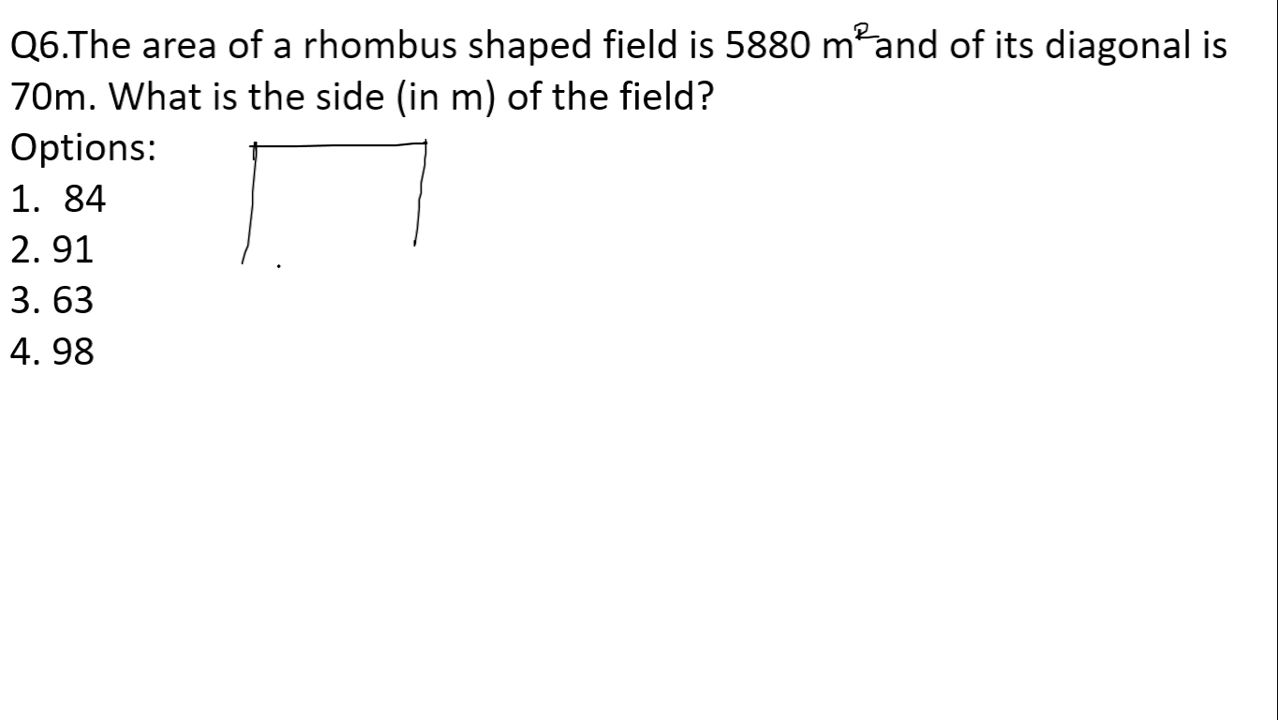 Q6.The area of a rhombus shaped field is 5880 m² and of its diagonal is
70m. What is the side (in m) of the field?
Options:
1. 84
2. 91
3. 63
4. 98